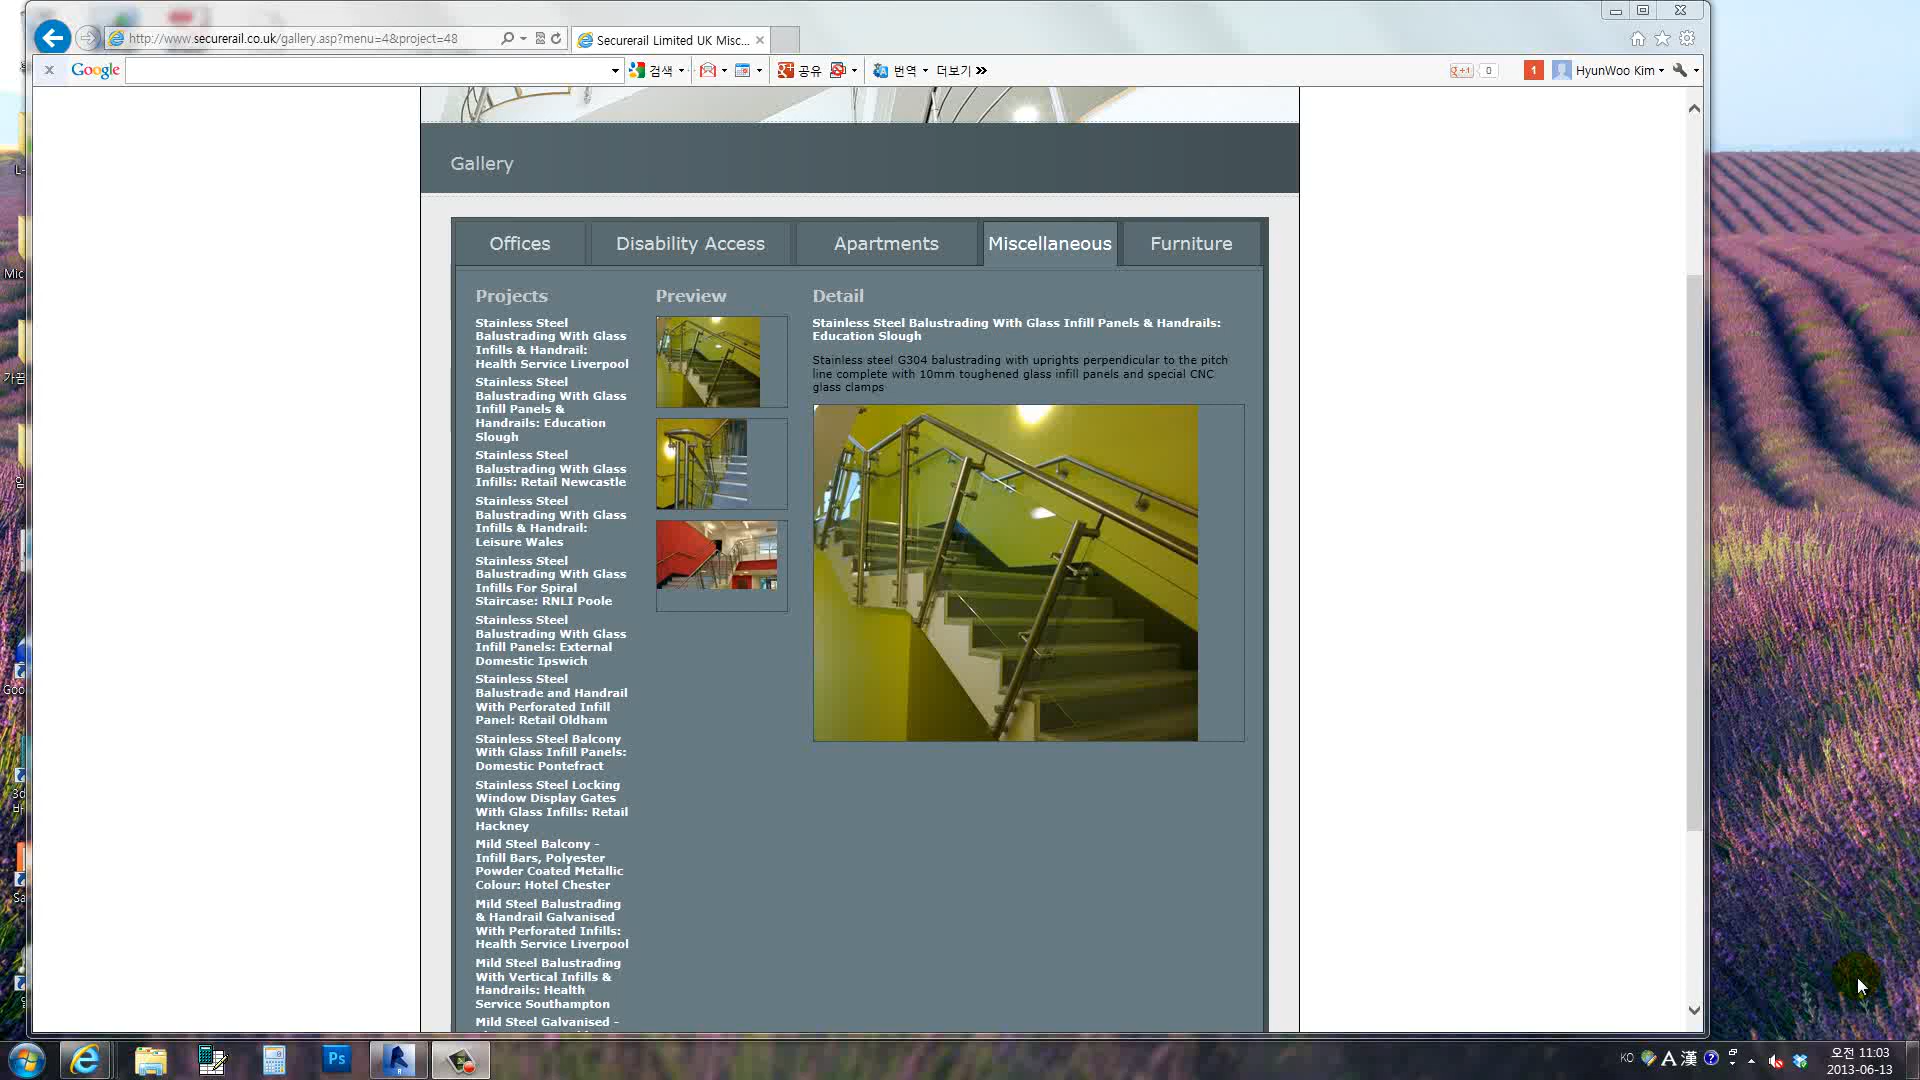 http://www.securerail.co.uk/gallery.asp?menu=4&project=48
Securerail Limited UK Misc...
Google
검색
공유
번역
더보기
+1
0
1
HyunWoo Kim
Gallery
Offices
Disability Access
Apartments
Miscellaneous
Furniture
Projects
Stainless Steel
Balustrading With Glass
Infills & Handrail:
Health Service Liverpool
Stainless Steel
Balustrading With Glass
Infill Panels &
Handrails: Education
Slough
Stainless Steel
Balustrading With Glass
Infills: Retail Newcastle
Stainless Steel
Balustrading With Glass
Infills & Handrail:
Leisure Wales
Stainless Steel
Balustrading With Glass
Infills For Spiral
Staircase: RNLI Poole
Stainless Steel
Balustrading With Glass
Infill Panels: External
Domestic Ipswich
Stainless Steel
Balustrade and Handrail
With Perforated Infill
Panel: Retail Oldham
Stainless Steel Balcony
With Glass Infill Panels:
Domestic Pontefract
Stainless Steel Locking
Window Display Gates
With Glass Infills: Retail
Hackney
Mild Steel Balcony -
Infill Bars, Polyester
Powder Coated Metallic
Colour: Hotel Chester
Mild Steel Balustrading
& Handrail Galvanised
With Perforated Infills:
Health Service Liverpool
Mild Steel Balustrading
With Vertical Infills &
Handrails: Health
Service Southampton
Mild Steel Galvanised -
Preview
Detail
Stainless Steel Balustrading With Glass Infill Panels & Handrails:
Education Slough
Stainless steel G304 balustrading with uprights perpendicular to the pitch
line complete with 10mm toughened glass infill panels and special CNC
glass clamps
Mic
Goo
3d
Sa
Ps
KO
A 漢
오전 11:03
2013-06-13